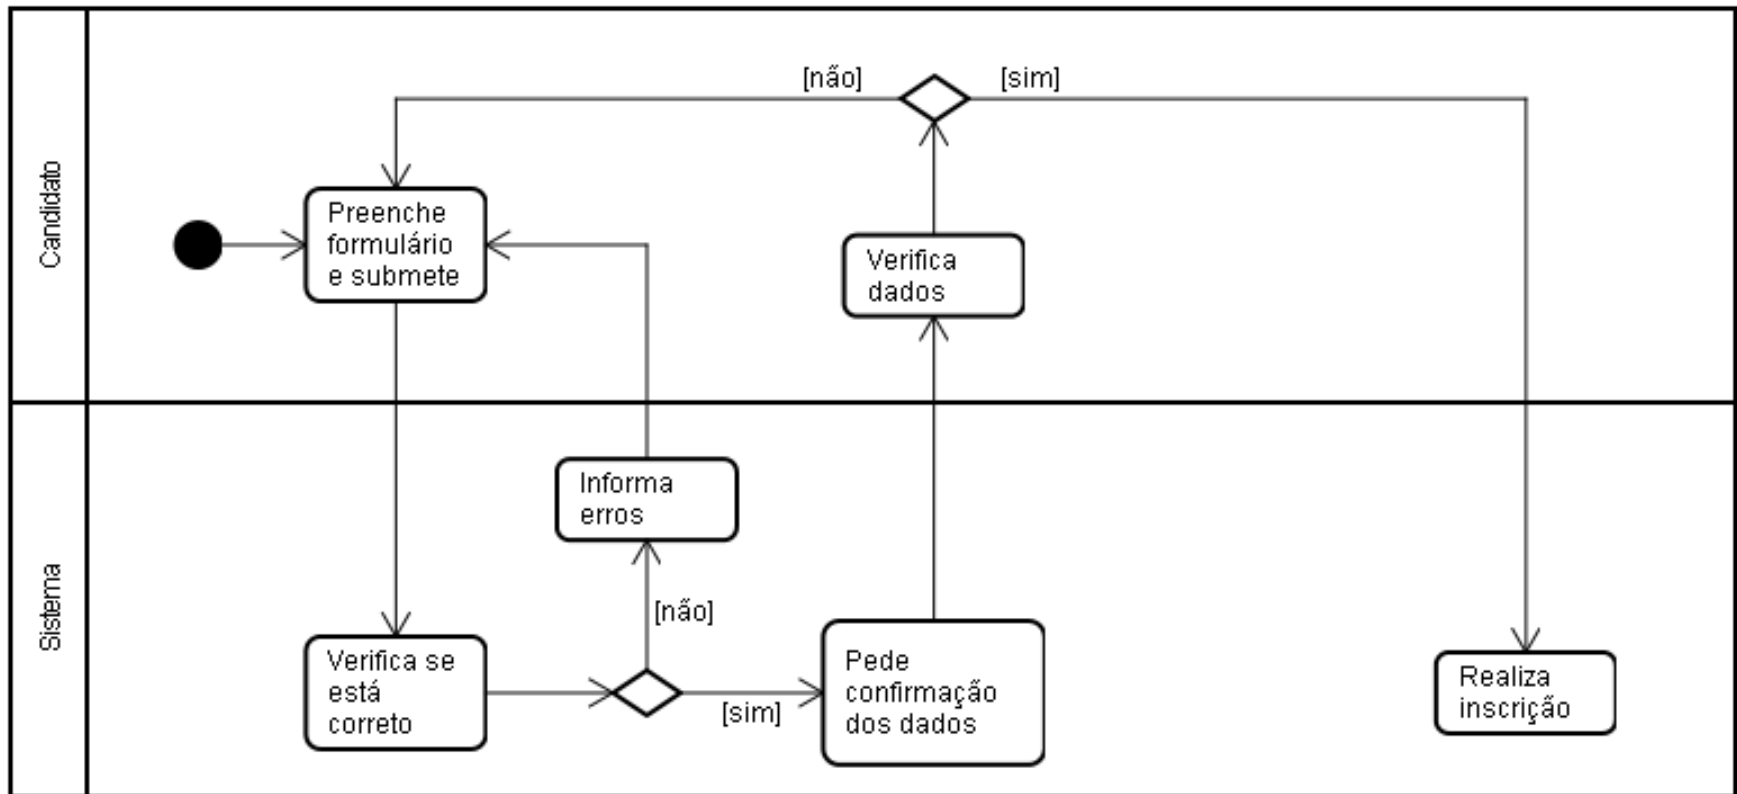 Candidato
[não]
[sim]
Preenche
formulário
e submete
Verifica
dados
Sistema
Informa
erros
[não]
Verifica se
está
correto
[sim]
Pede
confirmação
dos dados
Realiza
inscrição